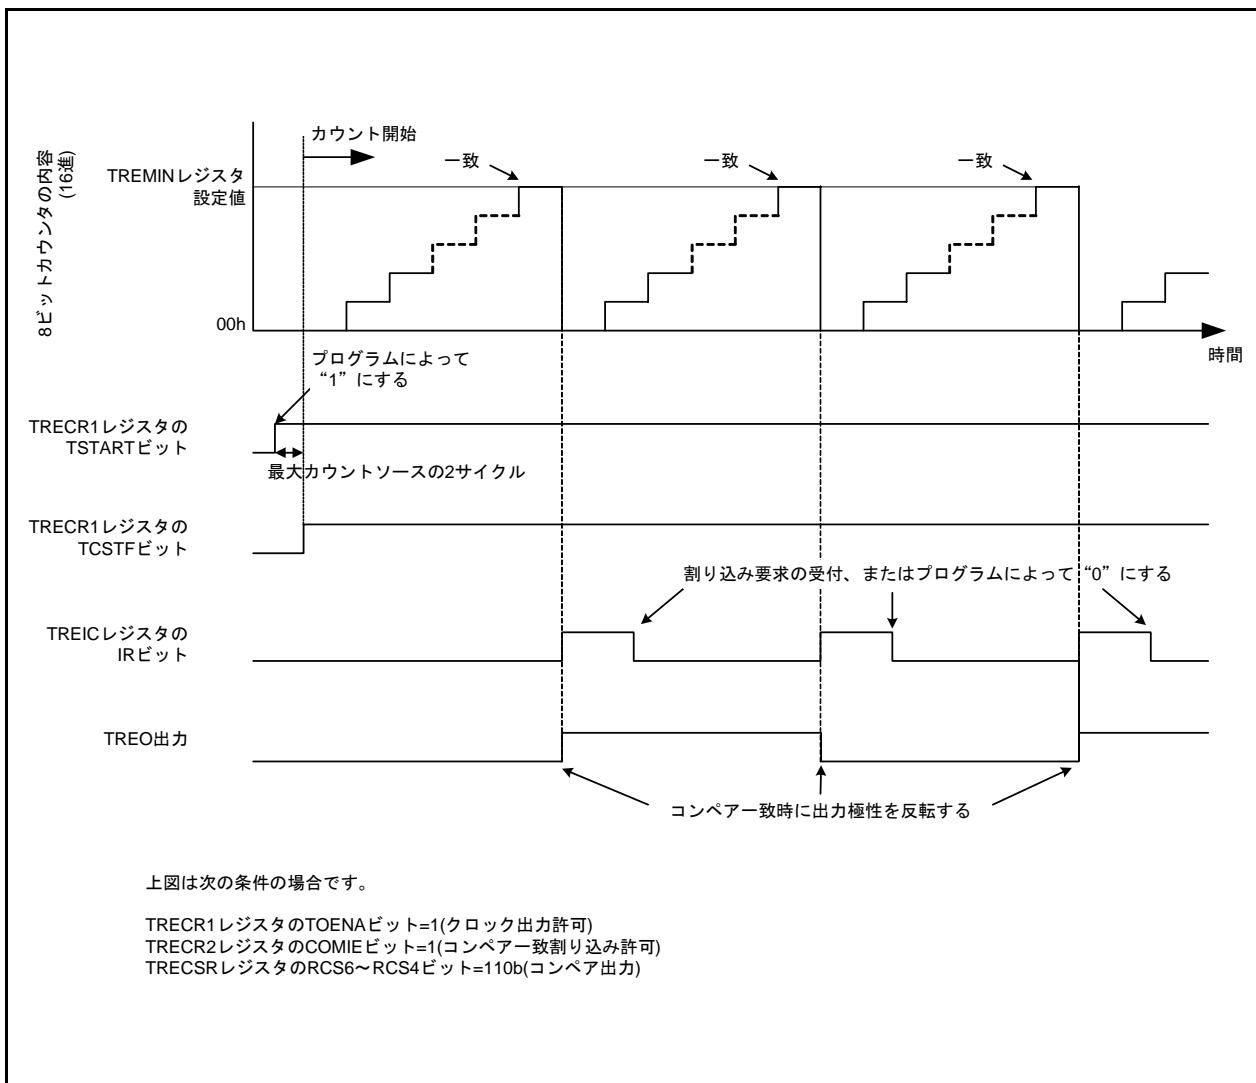 カウント開始
8ビットカウンタの内容
(16進)
TREMINレジスタ
設定値
一致
一致
一致
00h
時間
プログラムによって
“1”にする
TRECR1レジスタの
TSTARTビット
最大カウントソースの2サイクル
TRECR1レジスタの
TCSTFビット
割り込み要求の受付、またはプログラムによって“0”にする
TREICレジスタの
IRビット
TREO出力
コンペア一致時に出力極性を反転する
上図は次の条件の場合です。
TRECR1レジスタのTOENAビット=1(クロック出力許可)
TRECR2レジスタのCOMIEビット=1(コンペア一致割り込み許可)
TRECSRレジスタのRCS6～RCS4ビット=110b(コンペア出力)